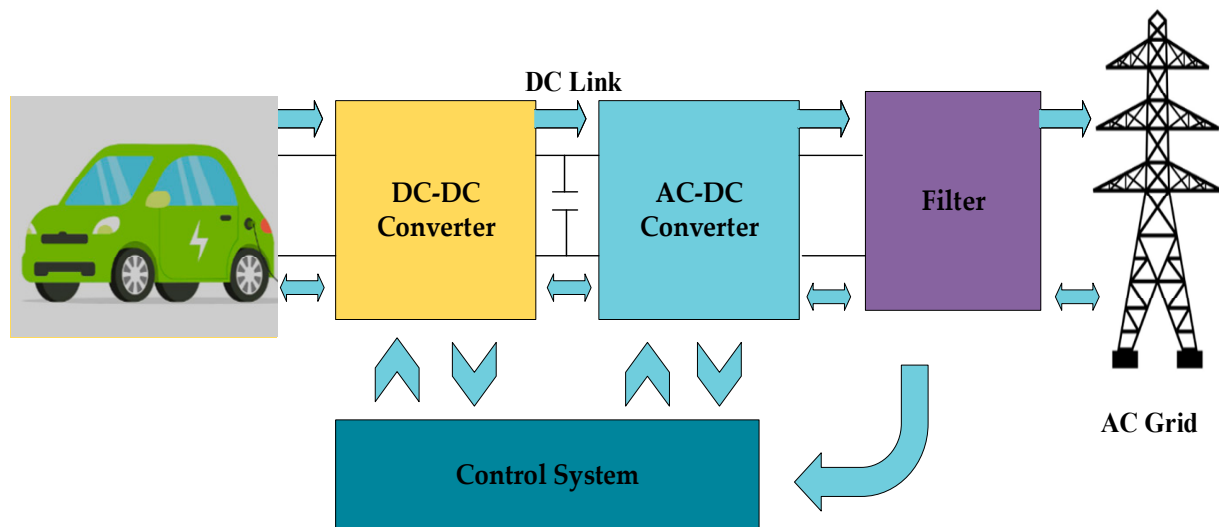 DC Link
DC-DC
Converter
AC-DC
Converter
Filter
Control System
AC Grid